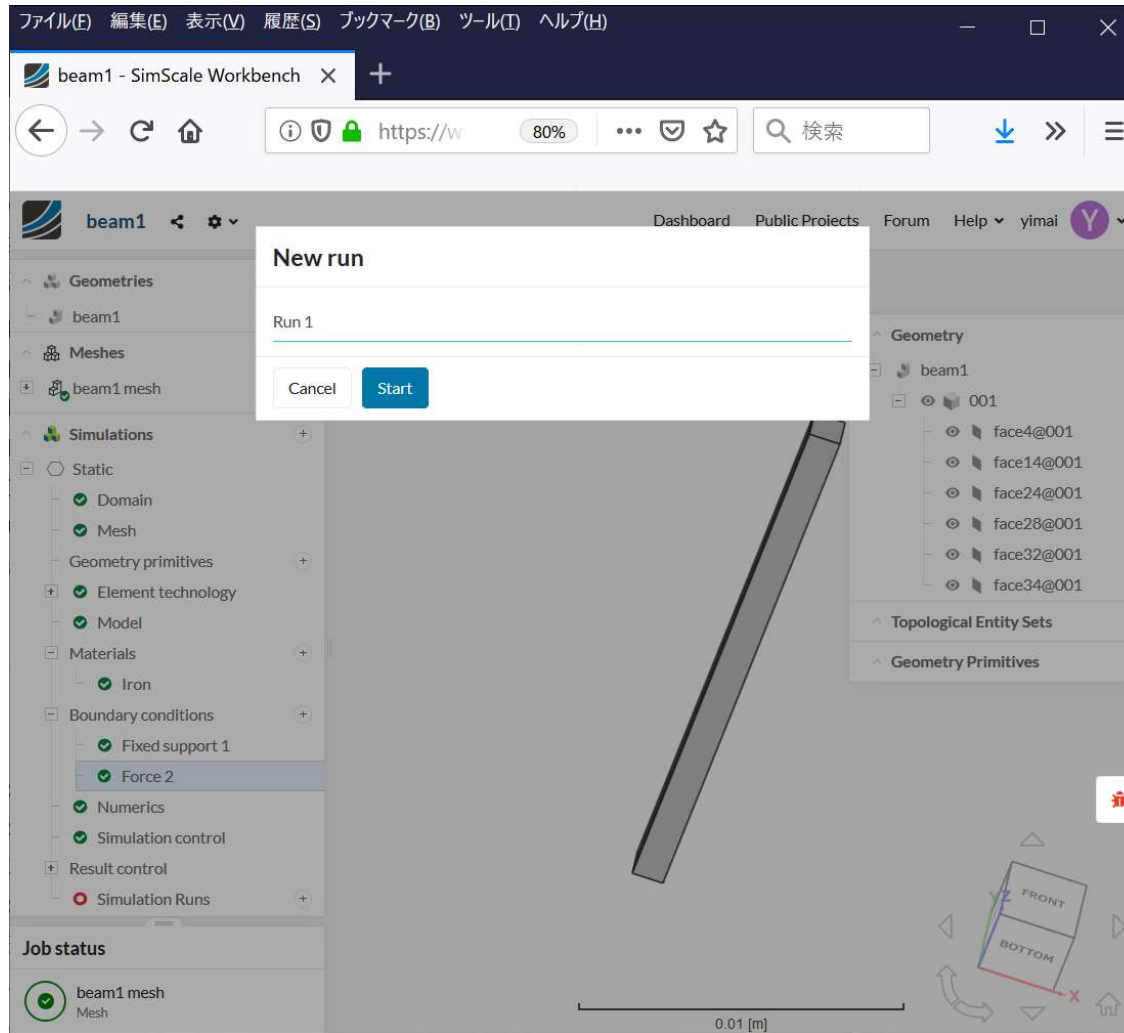 ファイル(F) 編集(E) 表示(V) 履歴(S) ブックマーク(B) ツール(T) ヘルプ(H)
beam1 - SimScale Workbench
https://w
80%
検索
beam1
Dashboard Public Projects Forum Help yimai Y
New run
Run 1
Cancel Start
Geometries
beam1
Meshes
beam1 mesh
Simulations
Static
Domain
Mesh
Geometry primitives
Element technology
Model
Materials
Iron
Boundary conditions
Fixed support 1
Force 2
Numerics
Simulation control
Result control
Simulation Runs
Job status
beam1 mesh
Mesh
Geometry
beam1
001
face4@001
face14@001
face24@001
face28@001
face32@001
face34@001
Topological Entity Sets
Geometry Primitives
FRONT
BOTTOM
Y Z
X
0.01 [m]